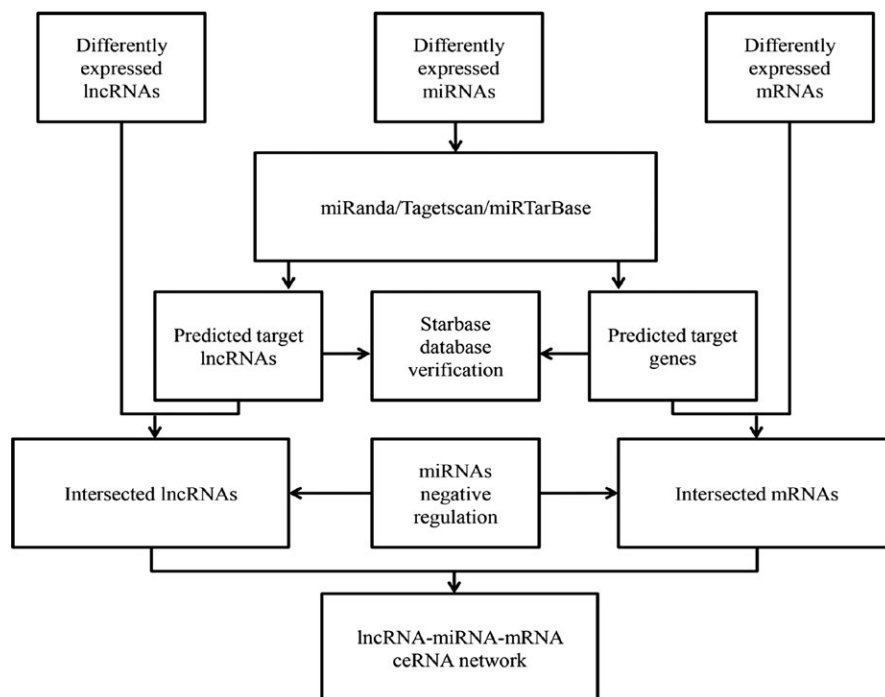 Differently
expressed
lncRNAs
Differently
expressed
miRNAs
Differently
expressed
mRNAs
miRanda/Tagetscan/miRTarBase
Predicted target
lncRNAs
Starbase
database
verification
Predicted target
genes
Intersected lncRNAs
miRNAs
negative
regulation
Intersected mRNAs
lncRNA-miRNA-mRNA
ceRNA network